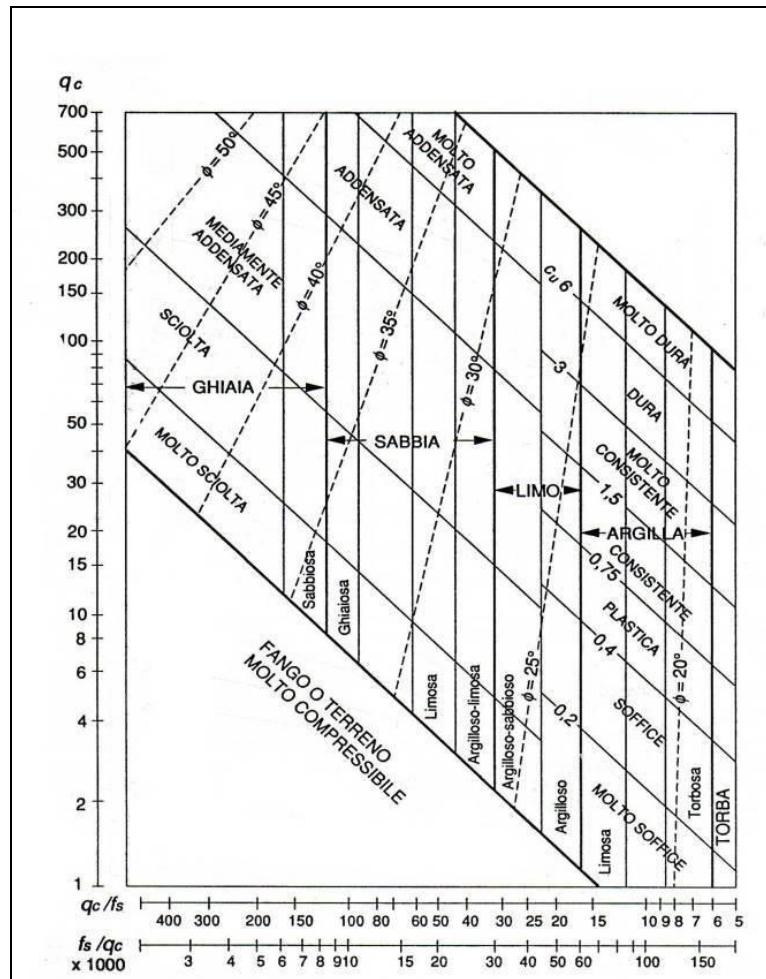 qc
700
500
300
200
150
100
50
30
20
15
10
8
6
4
2
1
ϕ = 50°
ϕ = 45°
ϕ = 40°
ϕ = 35°
ϕ = 30°
ϕ = 25°
ϕ = 20°
MOLTO ADDENSATA
ADDENSATA
MEDIAMENTE ADDENSATA
SCIOLTA
MOLTO SCIOLTA
GHIAIA
SABBIA
LIMO
ARGILLA
cu 6
3
1,5
0,75
0,4
0,2
MOLTO DURA
DURA
MOLTO CONSISTENTE
CONSISTENTE
PLASTICA
SOFFICE
MOLTO SOFFICE
Sabbiosa
Ghiaiosa
Limosa
Argilloso-limosa
Argilloso-sabbioso
Argilloso
Limosa
Torbosa
TORBA
FANGO O TERRENO
MOLTO COMPRESSIBILE
qc /fs
400 300 200 150 100 80 60 50 40 30 25 20 15 10 9 8 7 6 5
fs /qc
x 1000
3 4 5 6 7 8 910 15 20 30 40 50 60 100 150